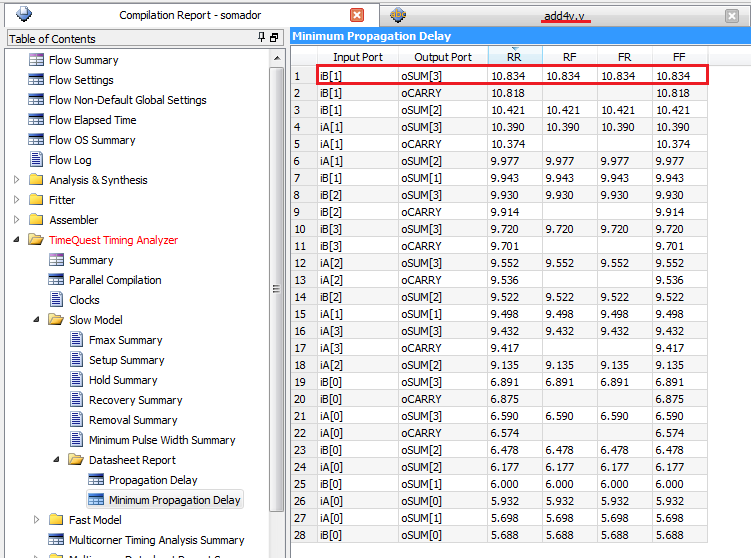 Compilation Report - somador
add4v.v
Table of Contents
Flow Summary
Flow Settings
Flow Non-Default Global Settings
Flow Elapsed Time
Flow OS Summary
Flow Log
Analysis & Synthesis
Fitter
Assembler
TimeQuest Timing Analyzer
Summary
Parallel Compilation
Clocks
Slow Model
Fmax Summary
Setup Summary
Hold Summary
Recovery Summary
Removal Summary
Minimum Pulse Width Summary
Datasheet Report
Propagation Delay
Minimum Propagation Delay
Fast Model
Multicorner Timing Analysis Summary
Minimum Propagation Delay
Input Port Output Port RR RF FR FF
1 iB[1] oSUM[3] 10.834 10.834 10.834 10.834
2 iB[1] oCARRY 10.818 10.818
3 iB[1] oSUM[2] 10.421 10.421 10.421 10.421
4 iA[1] oSUM[3] 10.390 10.390 10.390 10.390
5 iA[1] oCARRY 10.374 10.374
6 iA[1] oSUM[2] 9.977 9.977 9.977 9.977
7 iB[1] oSUM[1] 9.943 9.943 9.943 9.943
8 iB[2] oSUM[3] 9.930 9.930 9.930 9.930
9 iB[2] oCARRY 9.914 9.914
10 iB[3] oSUM[3] 9.720 9.720 9.720 9.720
11 iB[3] oCARRY 9.701 9.701
12 iA[2] oSUM[3] 9.552 9.552 9.552 9.552
13 iA[2] oCARRY 9.536 9.536
14 iB[2] oSUM[2] 9.522 9.522 9.522 9.522
15 iA[1] oSUM[1] 9.498 9.498 9.498 9.498
16 iA[3] oSUM[3] 9.432 9.432 9.432 9.432
17 iA[3] oCARRY 9.417 9.417
18 iA[2] oSUM[2] 9.135 9.135 9.135 9.135
19 iB[0] oSUM[3] 6.891 6.891 6.891 6.891
20 iB[0] oCARRY 6.875 6.875
21 iA[0] oSUM[3] 6.590 6.590 6.590 6.590
22 iA[0] oCARRY 6.574 6.574
23 iB[0] oSUM[2] 6.478 6.478 6.478 6.478
24 iA[0] oSUM[2] 6.177 6.177 6.177 6.177
25 iB[0] oSUM[1] 6.000 6.000 6.000 6.000
26 iA[0] oSUM[0] 5.932 5.932 5.932 5.932
27 iA[0] oSUM[1] 5.698 5.698 5.698 5.698
28 iB[0] oSUM[0] 5.688 5.688 5.688 5.688